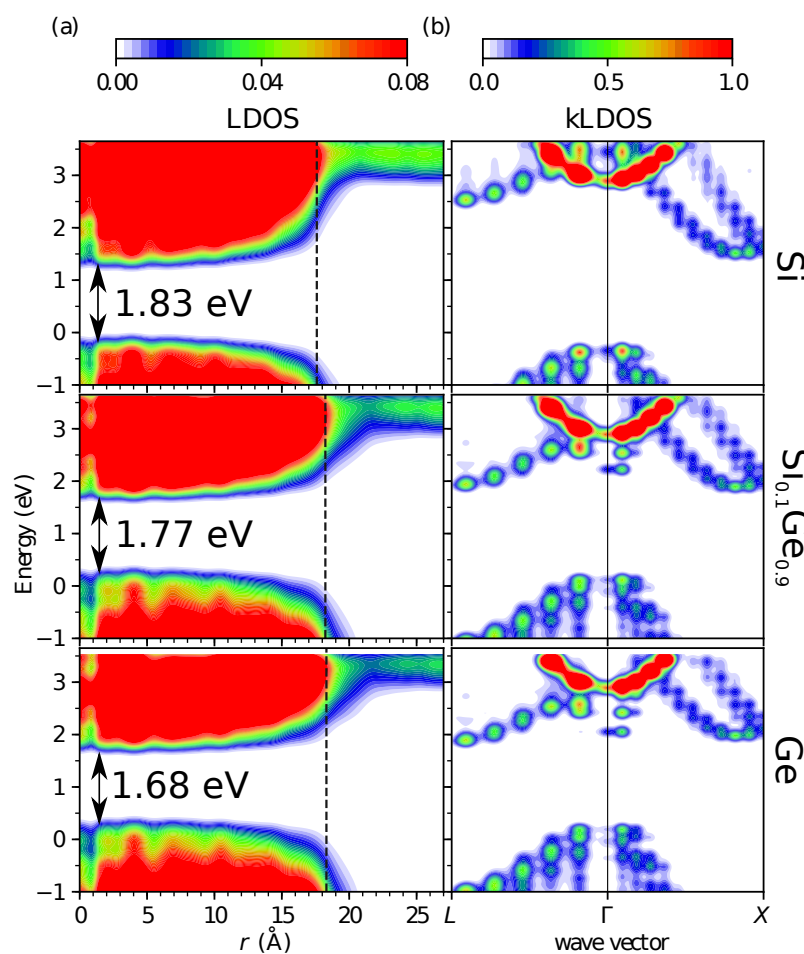 (a)
(b)
0.00 0.04 0.08
0.0 0.5 1.0
LDOS
kLDOS
3
2
1
0
−1
1.83 eV
Si
3
2
1
0
−1
Energy (eV)
1.77 eV
SI0.1Ge0.9
3
2
1
0
−1
1.68 eV
Ge
0 5 10 15 20 25
L Γ X
r (Å)
wave vector